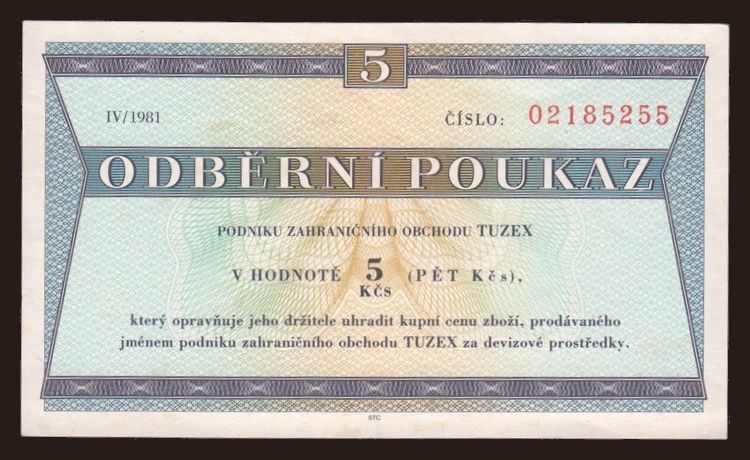 5
IV/1981 ČÍSLO: 02185255
ODBĚRNÍ POUKAZ
PODNIKU ZAHRANIČNÍHO OBCHODU TUZEX
V HODNOTĚ 5 KČS (PĚT Kčs),
který opravňuje jeho držitele uhradit kupní cenu zboží, prodávaného
jménem podniku zahraničního obchodu TUZEX za devizové prostředky.
STC